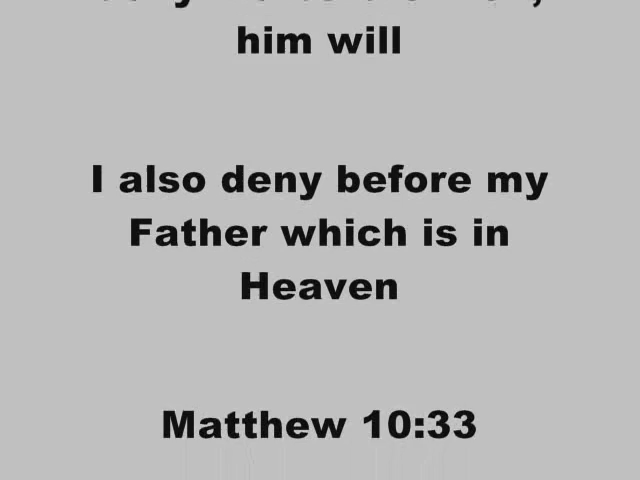 him will
I also deny before my
Father which is in
Heaven
Matthew 10:33